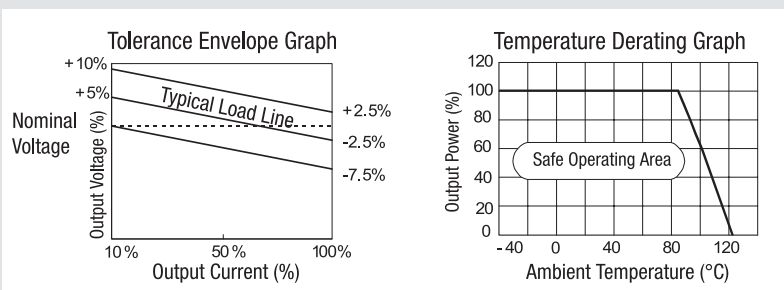 Tolerance Envelope Graph
+10%
+5%
Nominal
Voltage
Output Voltage (%)
Typical Load Line
+2.5%
-2.5%
-7.5%
10% 50% 100%
Output Current (%)
Temperature Derating Graph
120
100
80
60
40
20
0
Output Power (%)
Safe Operating Area
-40 0 40 80 120
Ambient Temperature (°C)